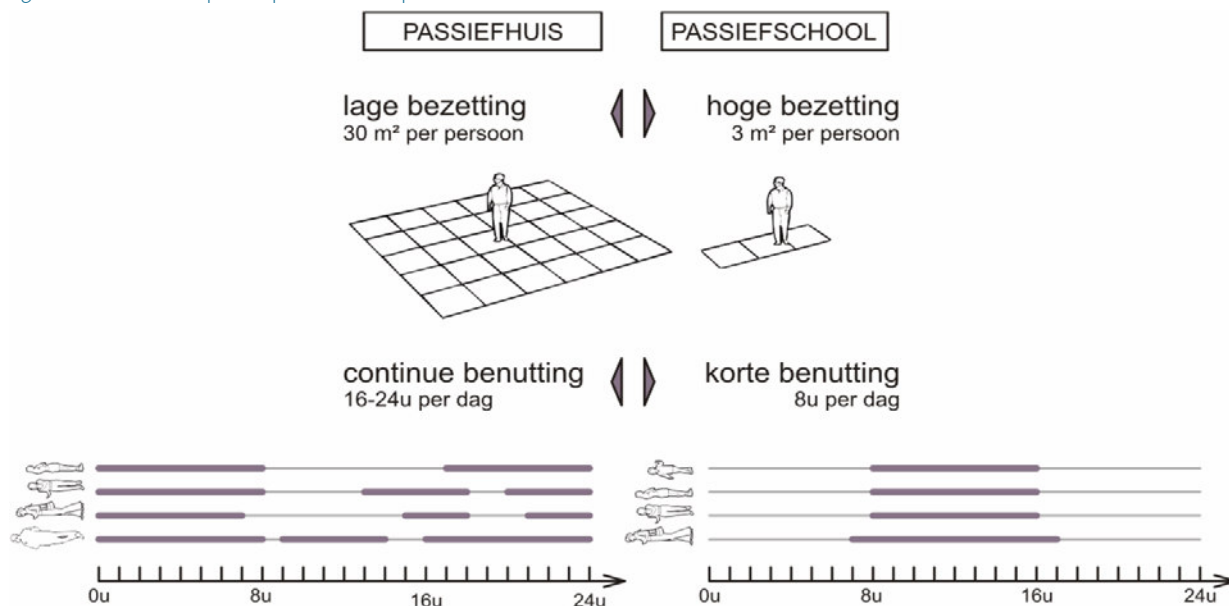 PASSIEFHUIS
PASSIEFSCHOOL
lage bezetting
30 m² per persoon
hoge bezetting
3 m² per persoon
continue benutting
16-24u per dag
korte benutting
8u per dag
0u 8u 16u 24u
0u 8u 16u 24u